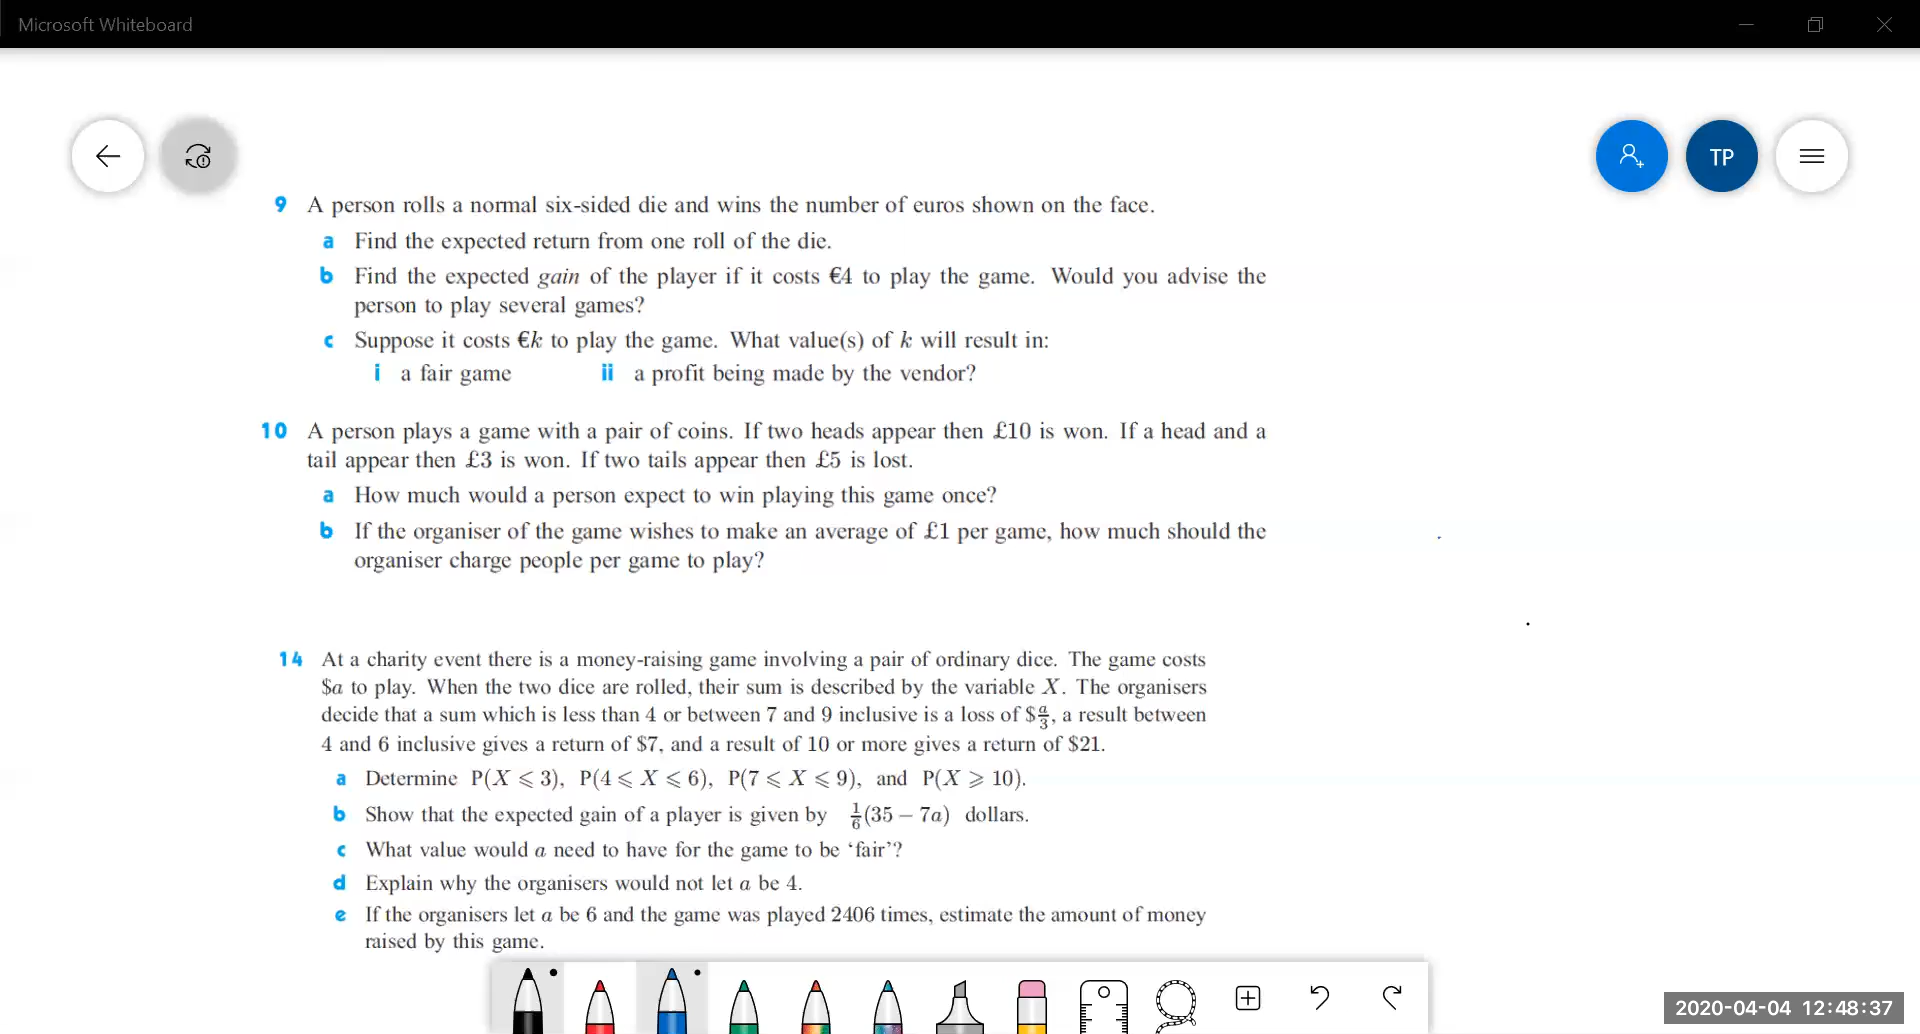 Microsoft Whiteboard
TP
9 A person rolls a normal six-sided die and wins the number of euros shown on the face.
a Find the expected return from one roll of the die.
b Find the expected gain of the player if it costs €4 to play the game. Would you advise the
person to play several games?
c Suppose it costs €k to play the game. What value(s) of k will result in:
i a fair game ii a profit being made by the vendor?
10 A person plays a game with a pair of coins. If two heads appear then £10 is won. If a head and a
tail appear then £3 is won. If two tails appear then £5 is lost.
a How much would a person expect to win playing this game once?
b If the organiser of the game wishes to make an average of £1 per game, how much should the
organiser charge people per game to play?
14 At a charity event there is a money-raising game involving a pair of ordinary dice. The game costs
$a to play. When the two dice are rolled, their sum is described by the variable X. The organisers
decide that a sum which is less than 4 or between 7 and 9 inclusive is a loss of $a/3, a result between
4 and 6 inclusive gives a return of $7, and a result of 10 or more gives a return of $21.
a Determine P(X ⩽ 3), P(4 ⩽ X ⩽ 6), P(7 ⩽ X ⩽ 9), and P(X ⩾ 10).
b Show that the expected gain of a player is given by 1/6(35 − 7a) dollars.
c What value would a need to have for the game to be ‘fair’?
d Explain why the organisers would not let a be 4.
e If the organisers let a be 6 and the game was played 2406 times, estimate the amount of money
raised by this game.
2020-04-04 12:48:37